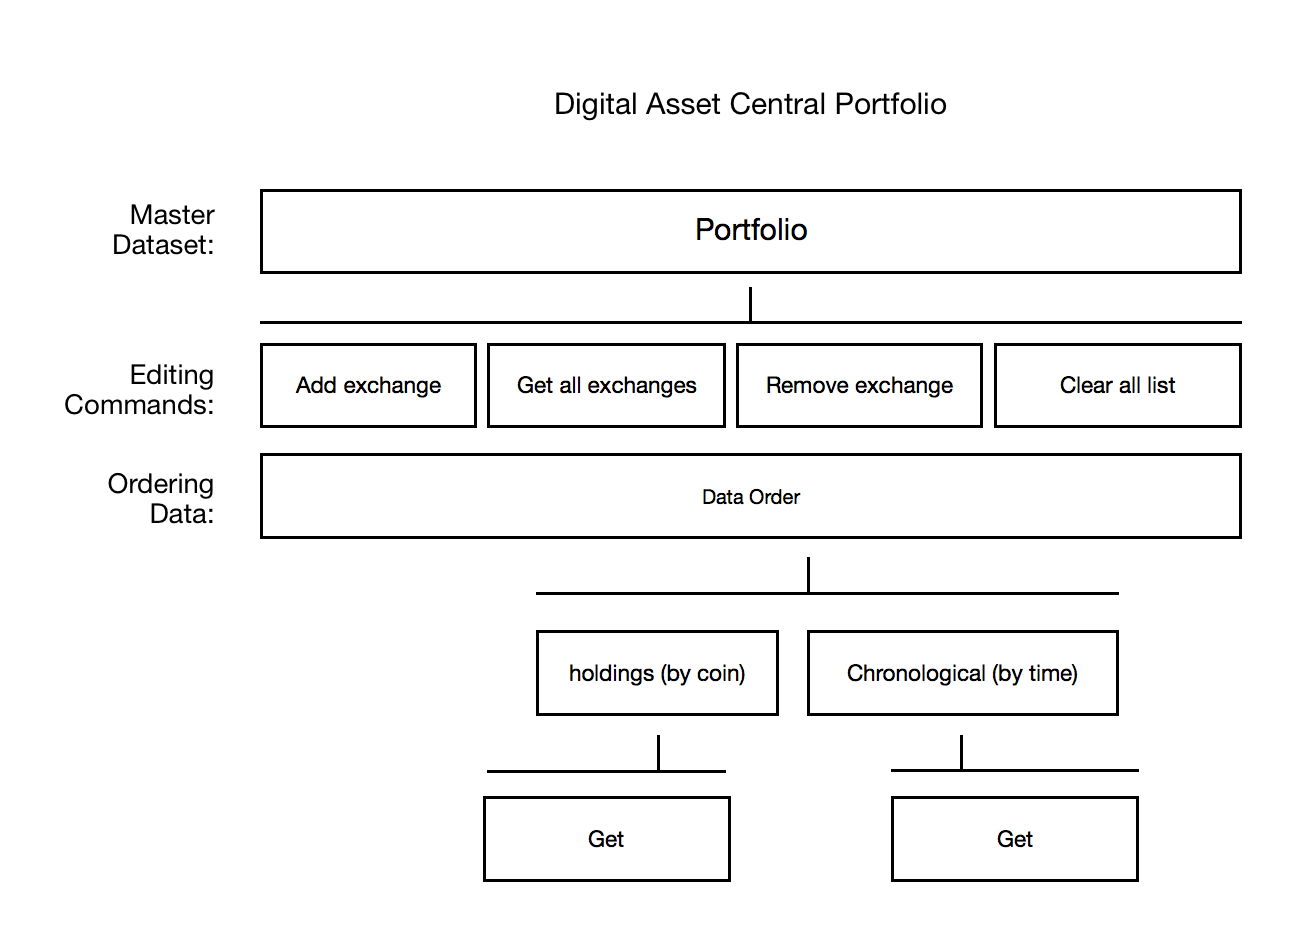 Digital Asset Central Portfolio
Master
Dataset:
Portfolio
Editing
Commands:
Add exchange
Get all exchanges
Remove exchange
Clear all list
Ordering
Data:
Data Order
holdings (by coin)
Chronological (by time)
Get
Get